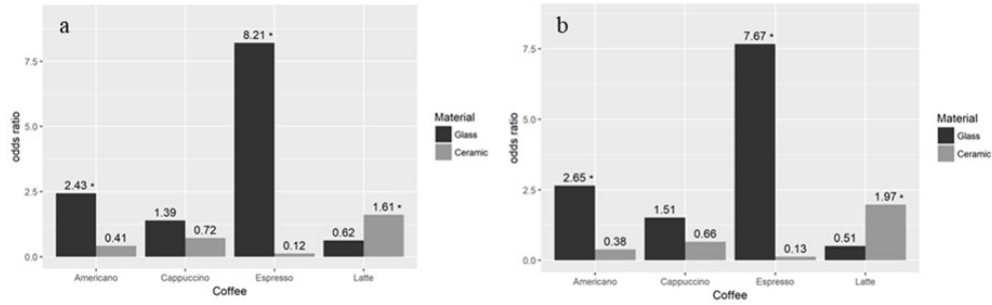 a
8.21 *
7.5
odds ratio
5.0
2.5
0.0
2.43 *
0.41
1.39
0.72
0.12
0.62
1.61 *
Americano
Cappuccino
Espresso
Latte
Coffee
Material
Glass
Ceramic
b
7.67 *
7.5
odds ratio
5.0
2.5
0.0
2.65 *
0.38
1.51
0.66
0.13
0.51
1.97 *
Americano
Cappuccino
Espresso
Latte
Coffee
Material
Glass
Ceramic